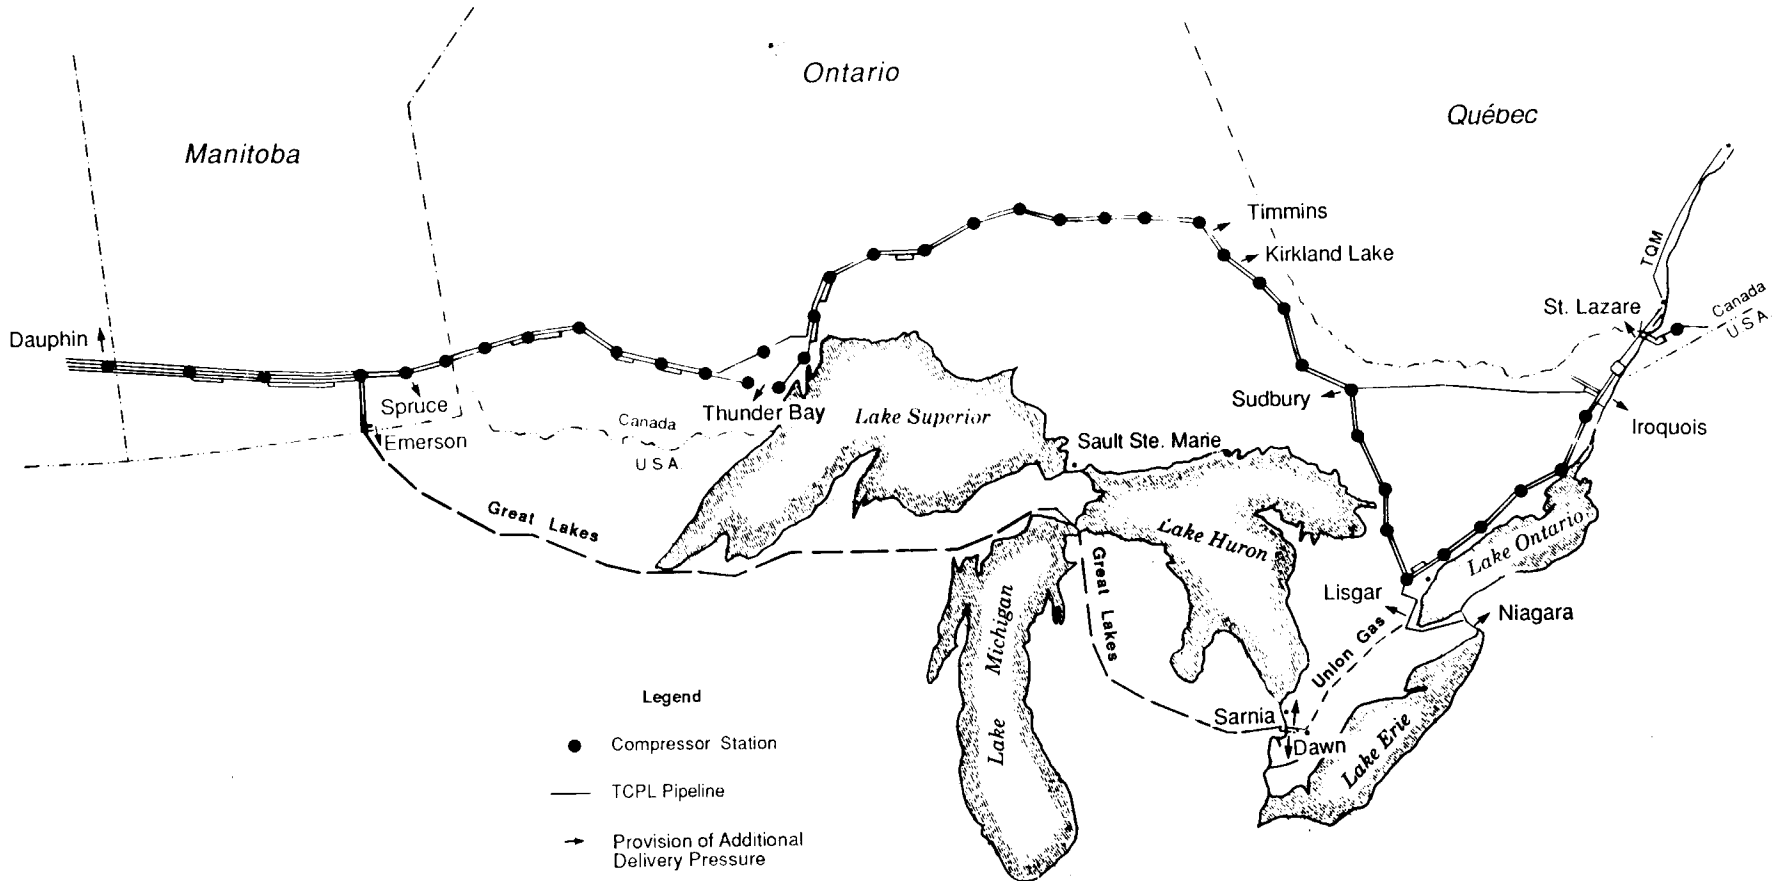 Ontario
Québec
Manitoba
Timmins
Kirkland Lake
TQM
Canada
U.S.A.
St. Lazare
Dauphin
Spruce
Emerson
Thunder Bay
Canada
U.S.A.
Lake Superior
Sault Ste. Marie
Sudbury
Iroquois
Great Lakes
Lake Huron
Lake Ontario
Great Lakes
Lake Michigan
Lisgar
Niagara
Union Gas
Sarnia
Dawn
Lake Erie
Legend
Compressor Station
TCPL Pipeline
Provision of Additional
Delivery Pressure